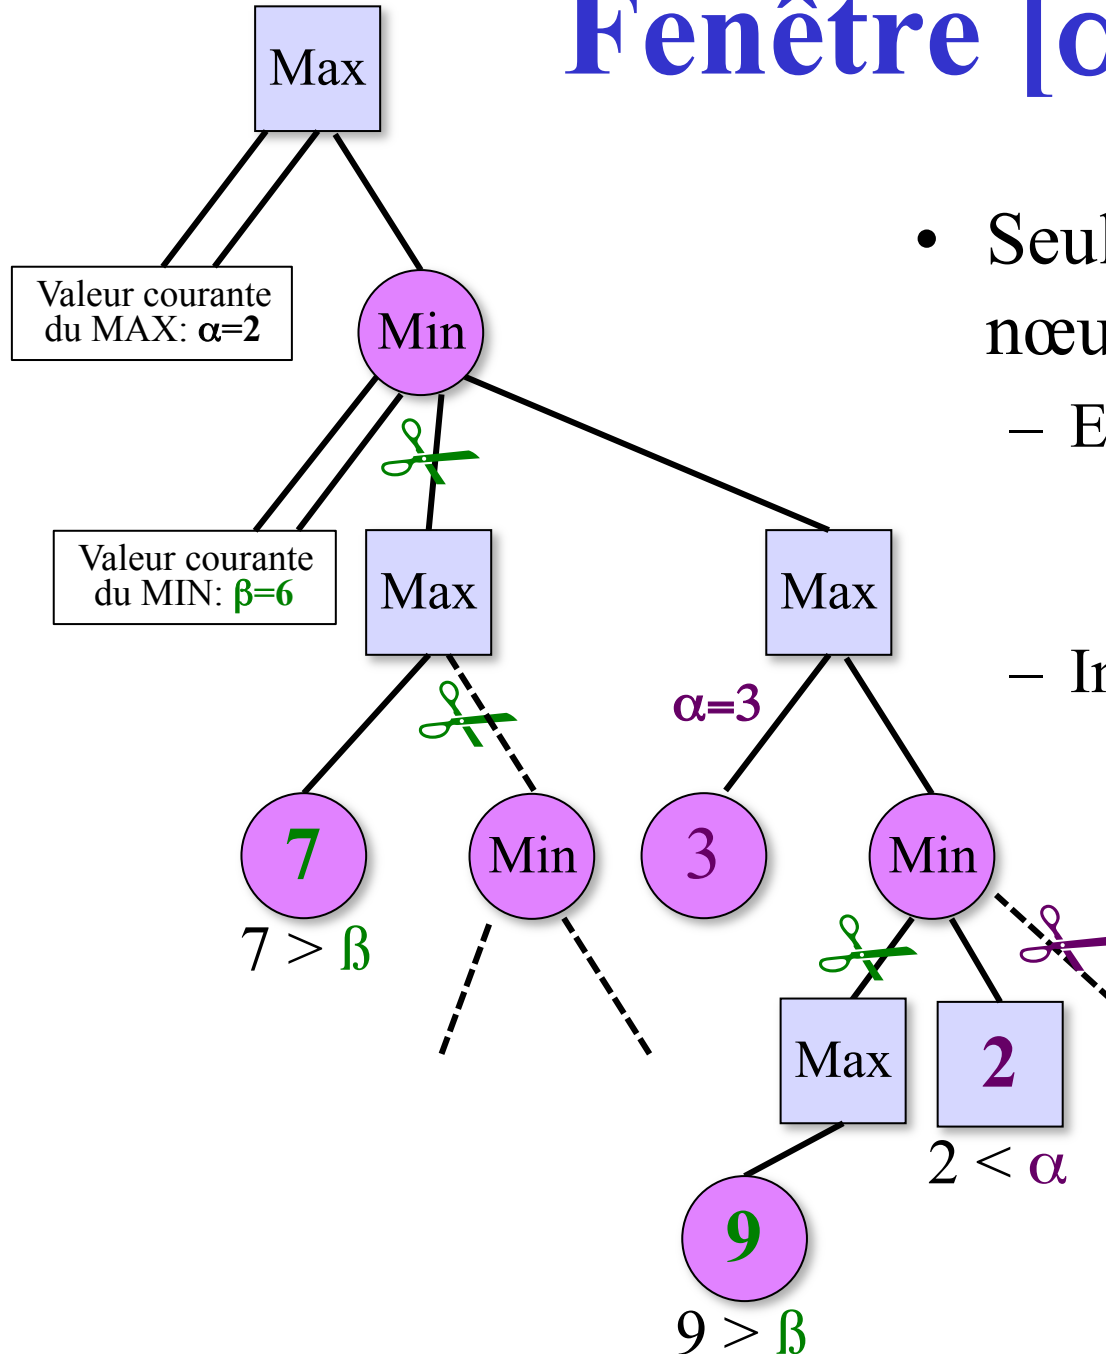 Fenêtre [α
Max
Valeur courante
du MAX: α=2
Min
Valeur courante
du MIN: β=6
Max
Max
α=3
7
Min
3
Min
7 > ß
Max
2
2 < α
9
9 > ß
• Seul
nœu
– E
– In